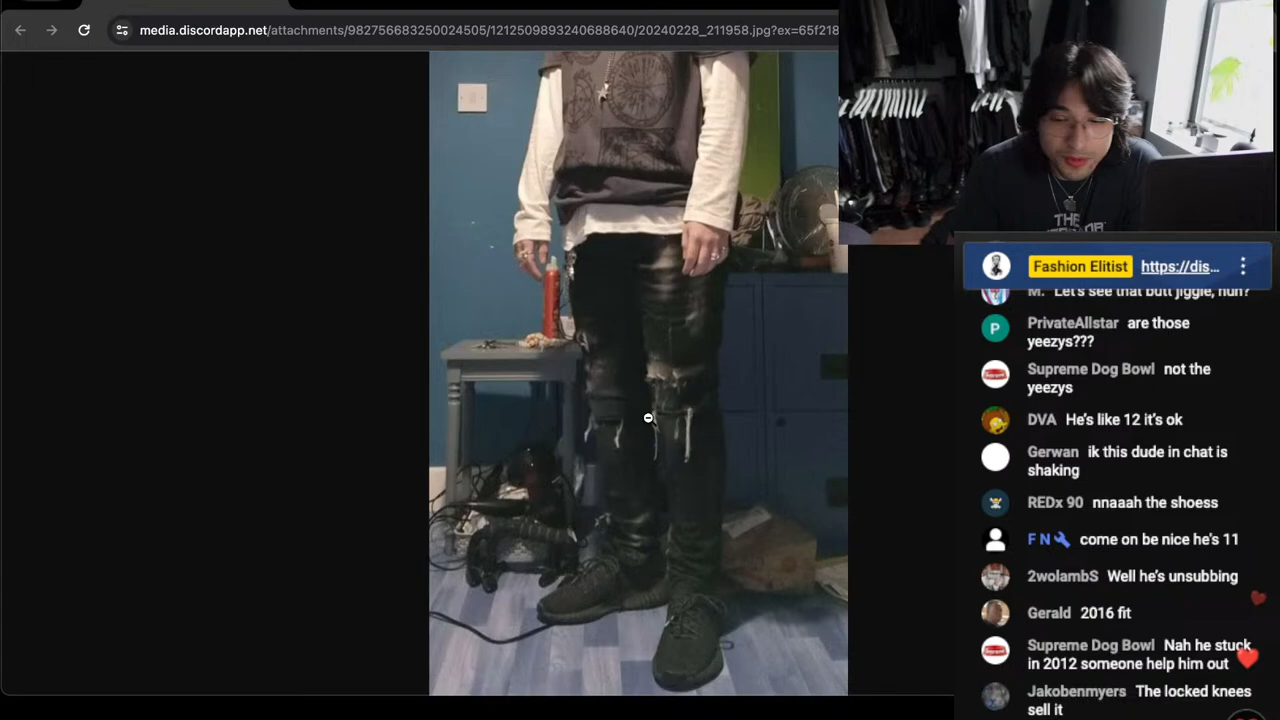 media.discordapp.net/attachments/982756683250024505/1212509893240688640/20240228_211958.jpg?ex=65f218
THE
Fashion Elitist https://dis...
M. Let's see that butt jiggle, huh?
P
PrivateAllstar are those
yeezys???
Supreme Dog Bowl not the
yeezys
DVA He's like 12 it's ok
Gerwan ik this dude in chat is
shaking
REDx 90 nnaaah the shoess
F N come on be nice he's 11
2wolambS Well he's unsubbing
Gerald 2016 fit
Supreme Dog Bowl Nah he stuck
in 2012 someone help him out
Jakobenmyers The locked knees
sell it